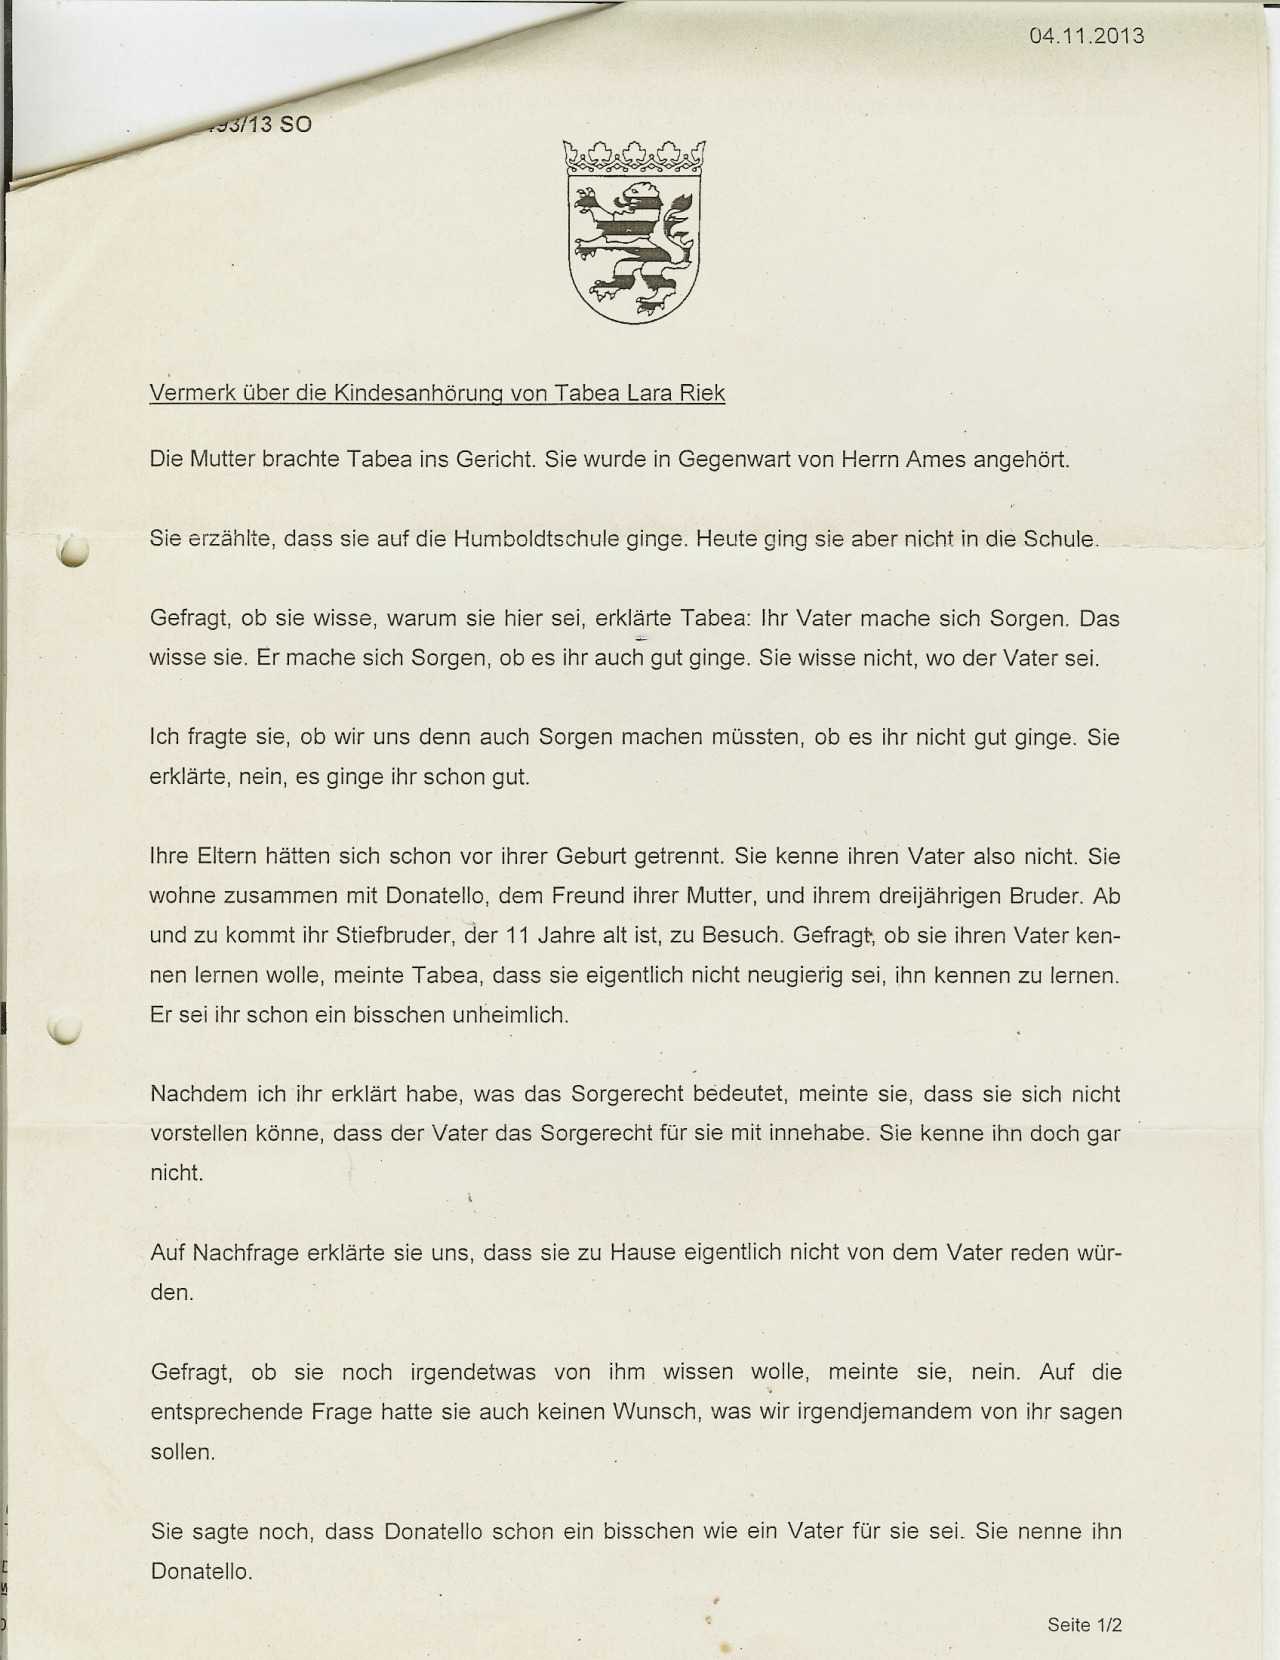 04.11.2013
493/13 SO
Vermerk über die Kindesanhörung von Tabea Lara Riek
Die Mutter brachte Tabea ins Gericht. Sie wurde in Gegenwart von Herrn Ames angehört.
Sie erzählte, dass sie auf die Humboldtschule ginge. Heute ging sie aber nicht in die Schule.
Gefragt, ob sie wisse, warum sie hier sei, erklärte Tabea: Ihr Vater mache sich Sorgen. Das
wisse sie. Er mache sich Sorgen, ob es ihr auch gut ginge. Sie wisse nicht, wo der Vater sei.
Ich fragte sie, ob wir uns denn auch Sorgen machen müssten, ob es ihr nicht gut ginge. Sie
erklärte, nein, es ginge ihr schon gut.
Ihre Eltern hätten sich schon vor ihrer Geburt getrennt. Sie kenne ihren Vater also nicht. Sie
wohne zusammen mit Donatello, dem Freund ihrer Mutter, und ihrem dreijährigen Bruder. Ab
und zu kommt ihr Stiefbruder, der 11 Jahre alt ist, zu Besuch. Gefragt, ob sie ihren Vater ken-
nen lernen wolle, meinte Tabea, dass sie eigentlich nicht neugierig sei, ihn kennen zu lernen.
Er sei ihr schon ein bisschen unheimlich.
Nachdem ich ihr erklärt habe, was das Sorgerecht bedeutet, meinte sie, dass sie sich nicht
vorstellen könne, dass der Vater das Sorgerecht für sie mit innehabe. Sie kenne ihn doch gar
nicht.
Auf Nachfrage erklärte sie uns, dass sie zu Hause eigentlich nicht von dem Vater reden wür-
den.
Gefragt, ob sie noch irgendetwas von ihm wissen wolle, meinte sie, nein. Auf die
entsprechende Frage hatte sie auch keinen Wunsch, was wir irgendjemandem von ihr sagen
sollen.
Sie sagte noch, dass Donatello schon ein bisschen wie ein Vater für sie sei. Sie nenne ihn
Donatello.
Seite 1/2